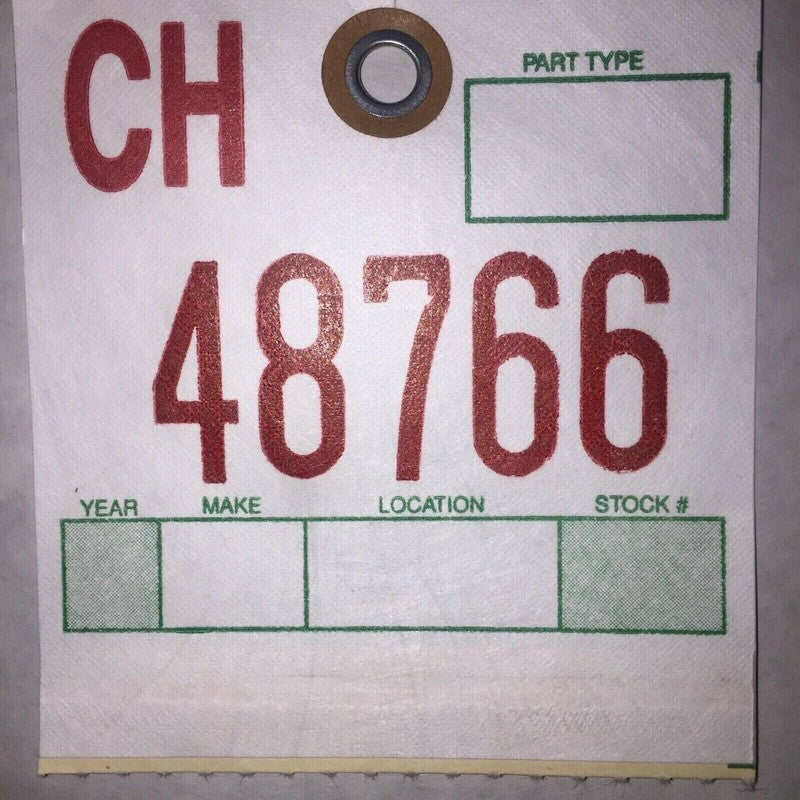 CH
PART TYPE
48766
YEAR MAKE LOCATION STOCK #